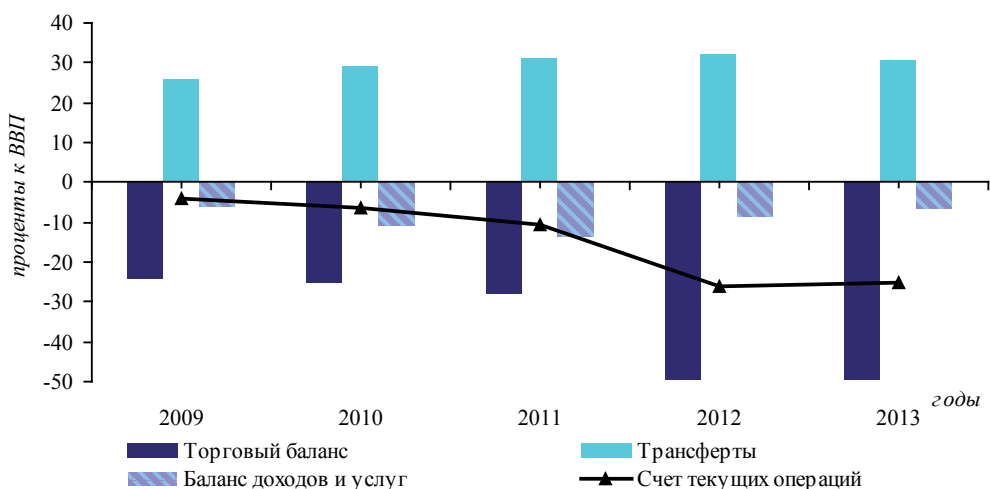 проценты к ВВП
40
30
20
10
0
-10
-20
-30
-40
-50
2009 2010 2011 2012 2013
годы
Торговый баланс Трансферты
Баланс доходов и услуг Счет текущих операций